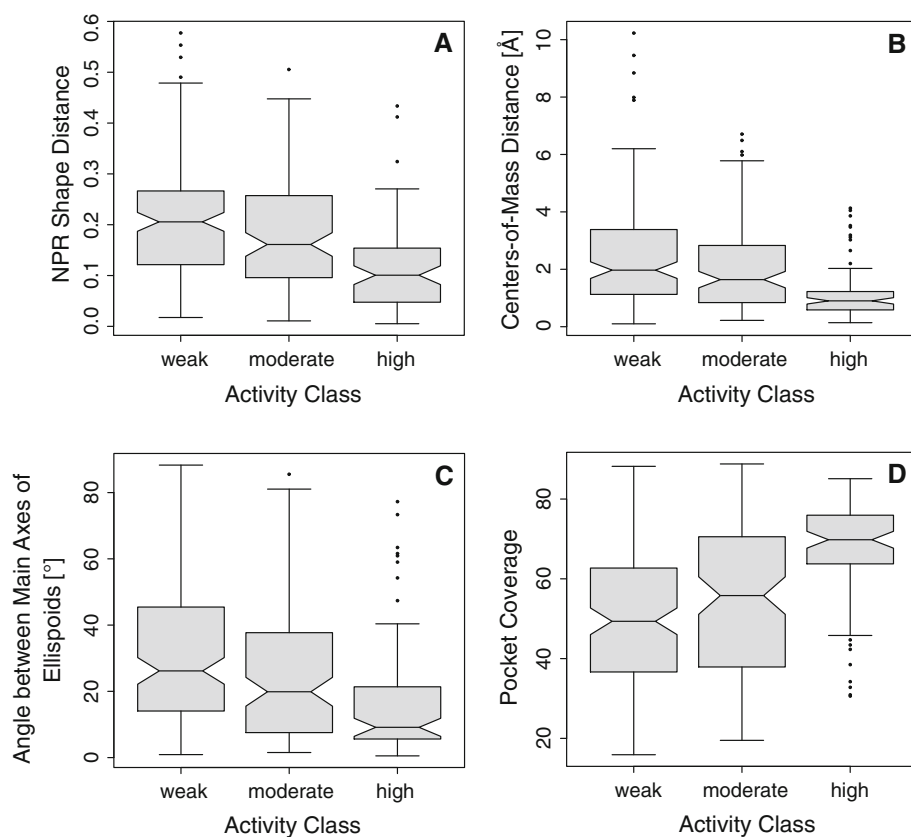 A
NPR Shape Distance
0.6
0.5
0.4
0.3
0.2
0.1
0.0
weak moderate high
Activity Class
B
Centers-of-Mass Distance [Å]
10
8
6
4
2
0
weak moderate high
Activity Class
C
Angle between Main Axes of
Ellispoids [°]
80
60
40
20
0
weak moderate high
Activity Class
D
Pocket Coverage
80
60
40
20
weak moderate high
Activity Class